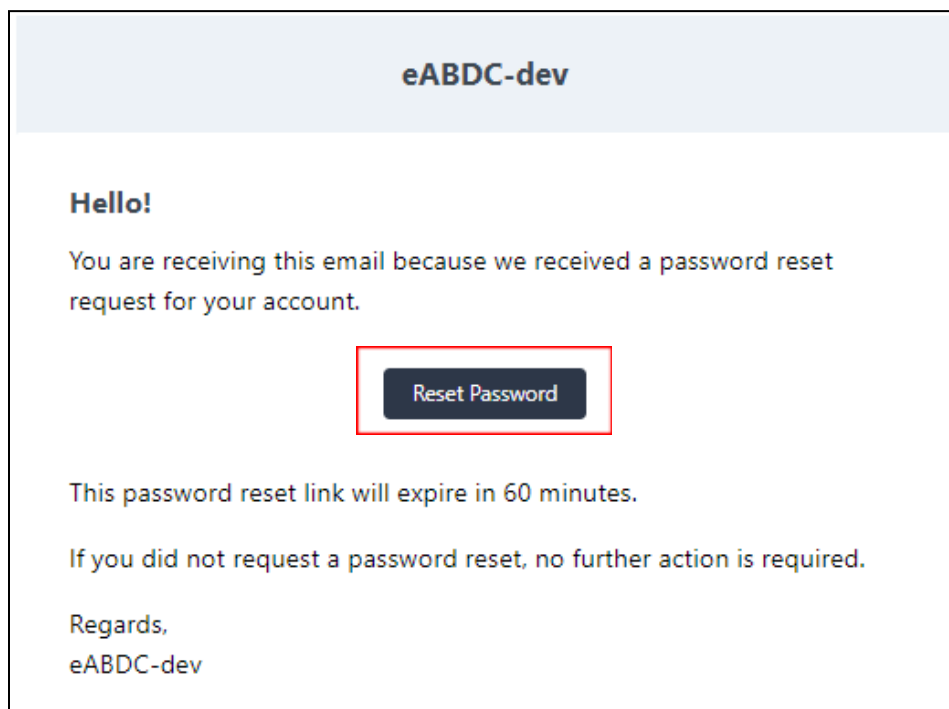 eABDC-dev
Hello!
You are receiving this email because we received a password reset
request for your account.
Reset Password
This password reset link will expire in 60 minutes.
If you did not request a password reset, no further action is required.
Regards,
eABDC-dev